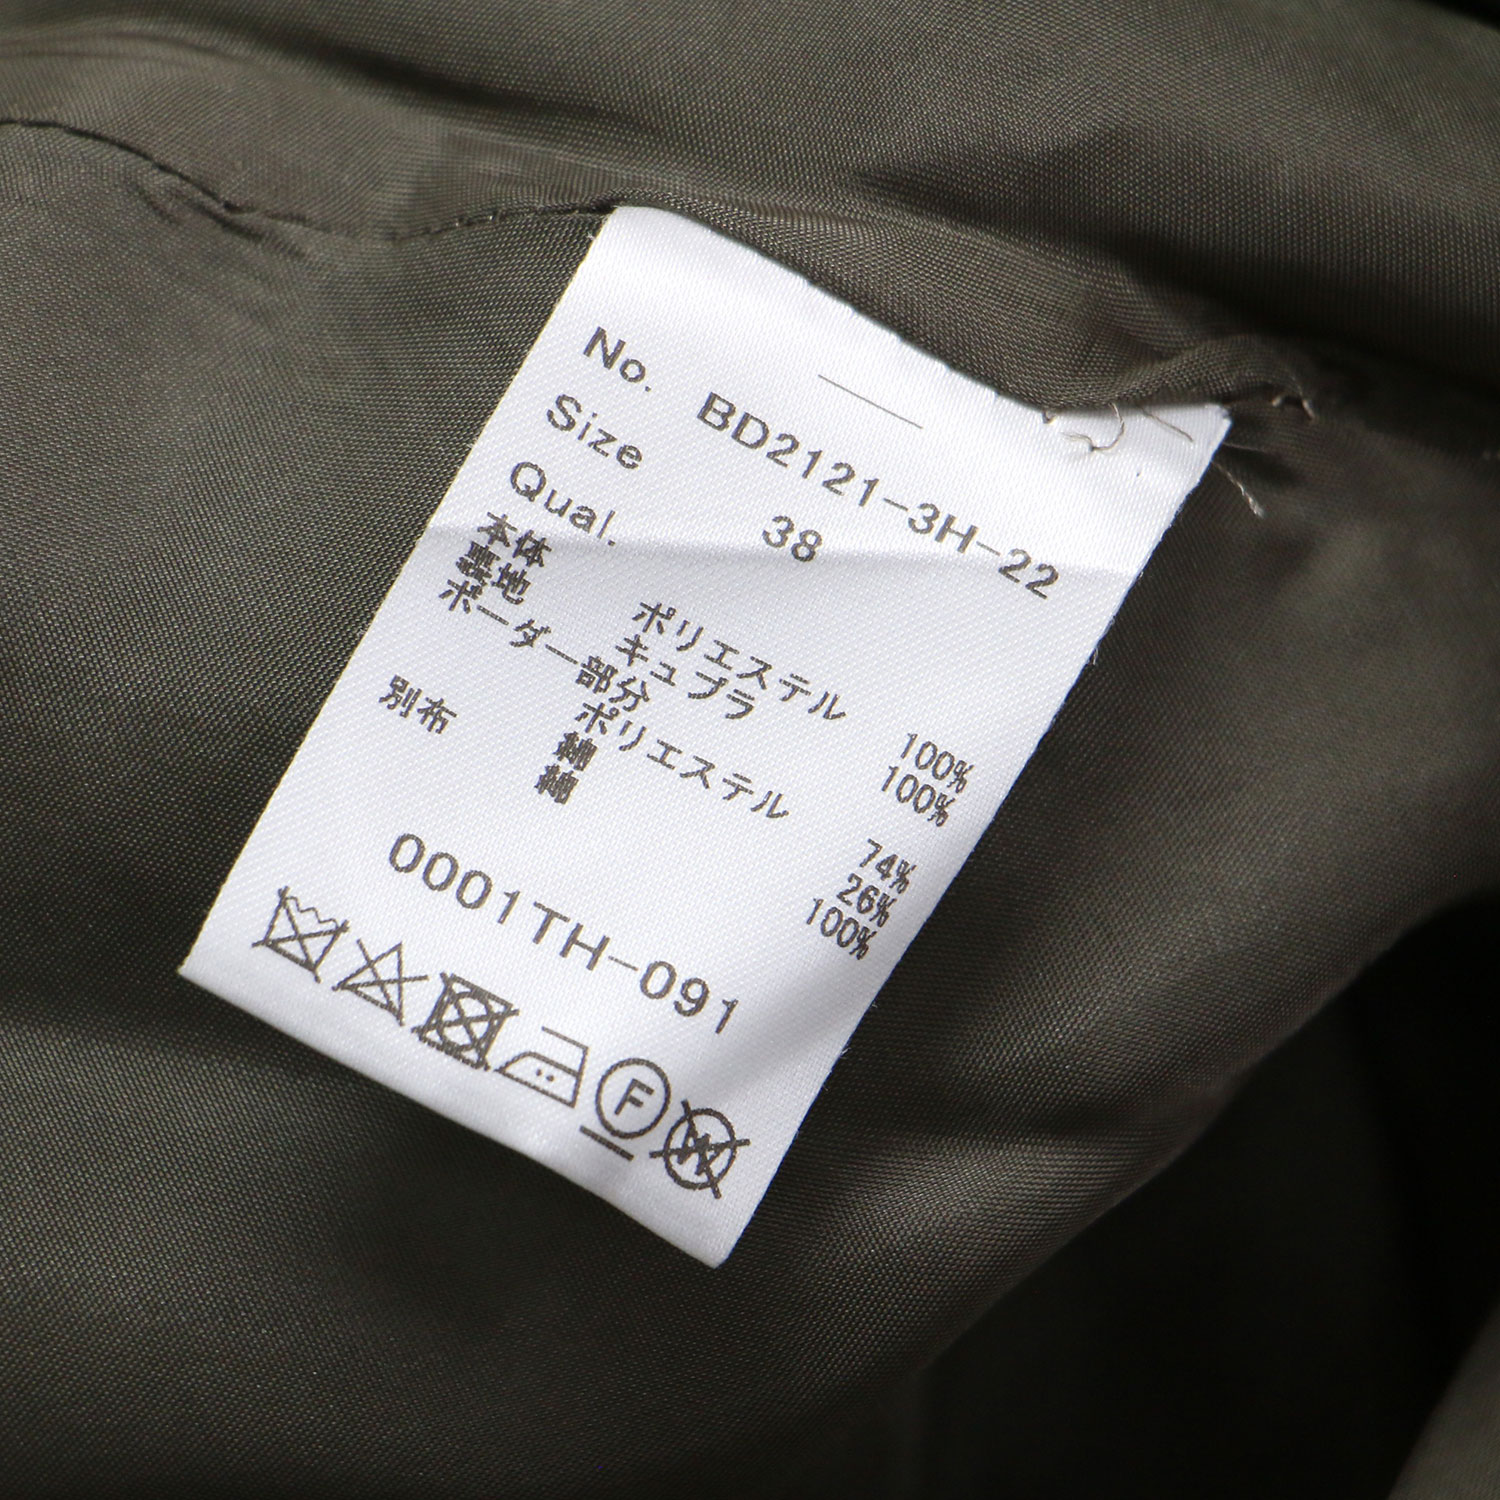 No. BD2121-3H-22
Size 38
Qual.
本体 ポリエステル 100%
裏地 キュプラ 100%
ボーダー部分
ポリエステル 74%
綿 26%
別布 綿 100%
0001TH-091
F W